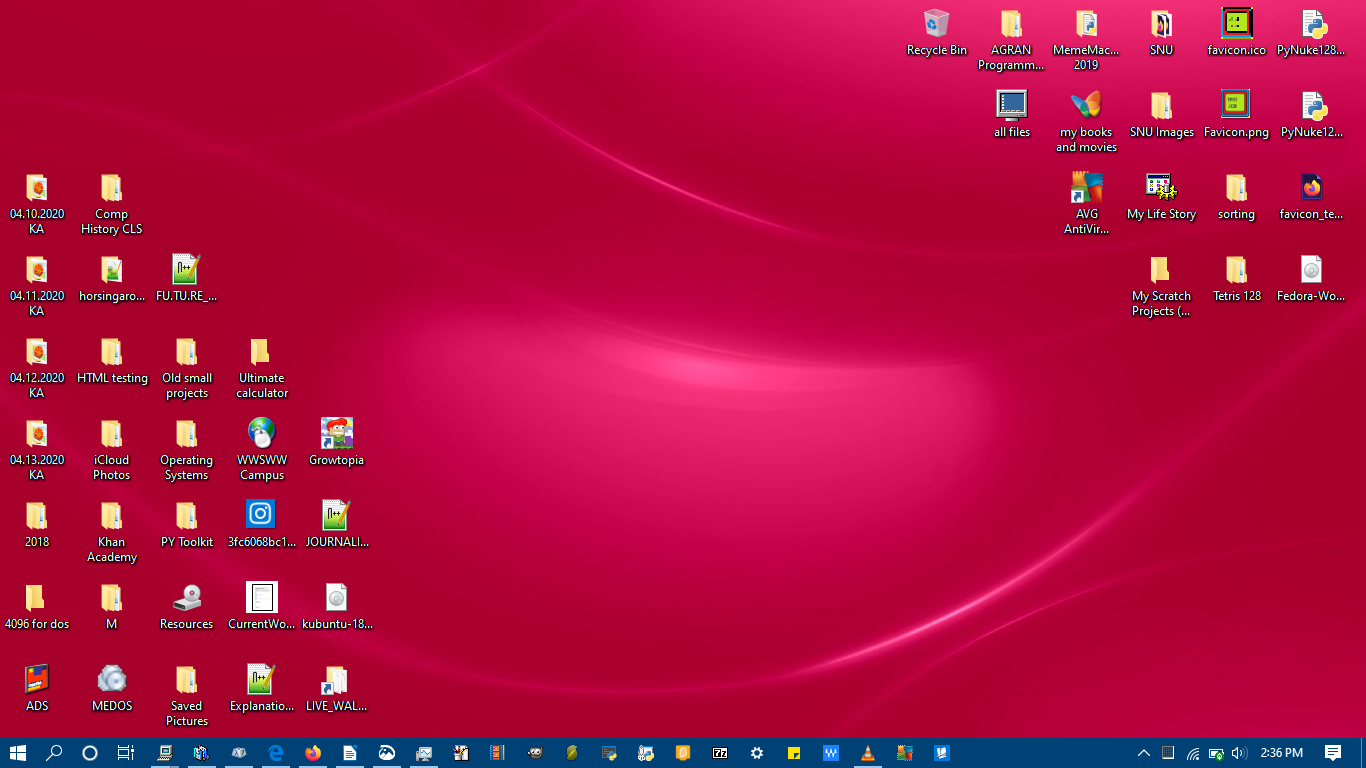 Recycle Bin
AGRAN
Programm...
MemeMac...
2019
SNU
favicon.ico
PyNuke128...
all files
my books
and movies
SNU Images
Favicon.png
PyNuke12...
04.10.2020
KA
Comp
History CLS
AVG
AntiVir...
My Life Story
sorting
favicon_te...
04.11.2020
KA
horsingaro...
FU.TU.RE_...
My Scratch
Projects (...
Tetris 128
Fedora-Wo...
04.12.2020
KA
HTML testing
Old small
projects
Ultimate
calculator
04.13.2020
KA
iCloud
Photos
Operating
Systems
WWSWW
Campus
Growtopia
2018
Khan
Academy
PY Toolkit
3fc6068bc1...
JOURNALI...
4096 for dos
M
Resources
CurrentWo...
kubuntu-18...
ADS
MEDOS
Saved
Pictures
Explanatio...
LIVE_WAL...
2:36 PM